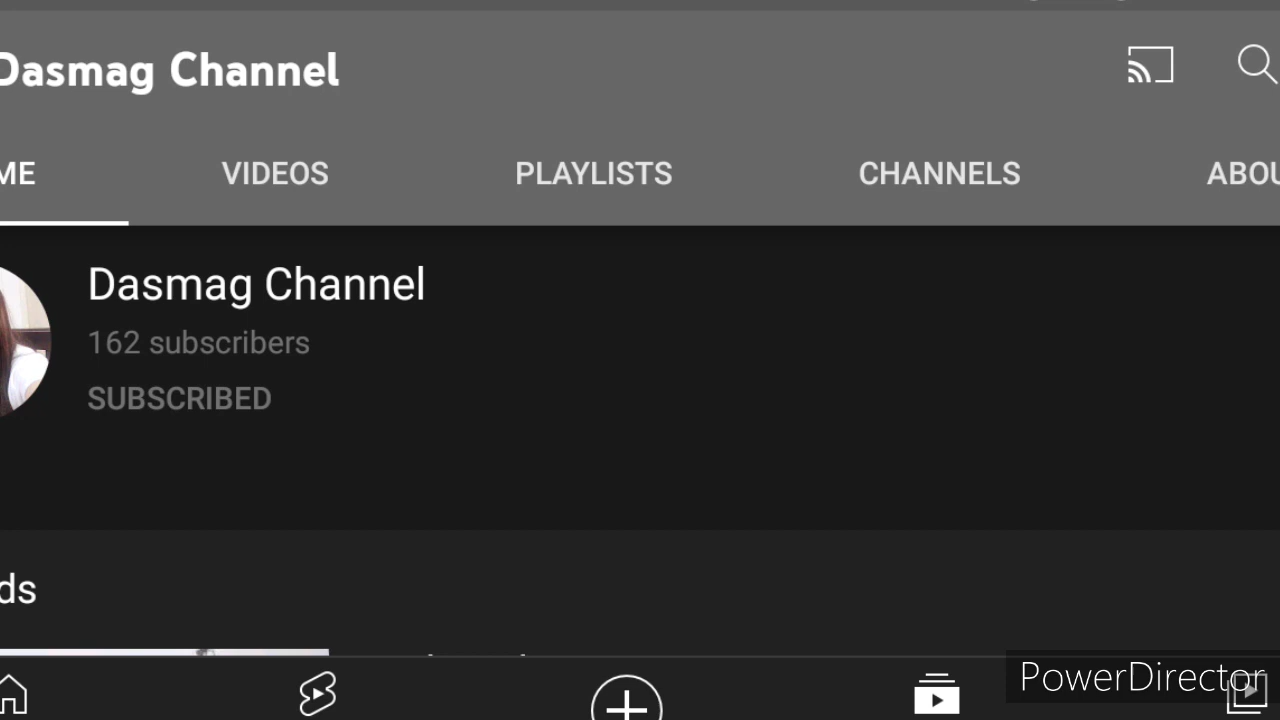 Dasmag Channel
ME VIDEOS PLAYLISTS CHANNELS ABOU
Dasmag Channel
162 subscribers
SUBSCRIBED
ds
PowerDirector